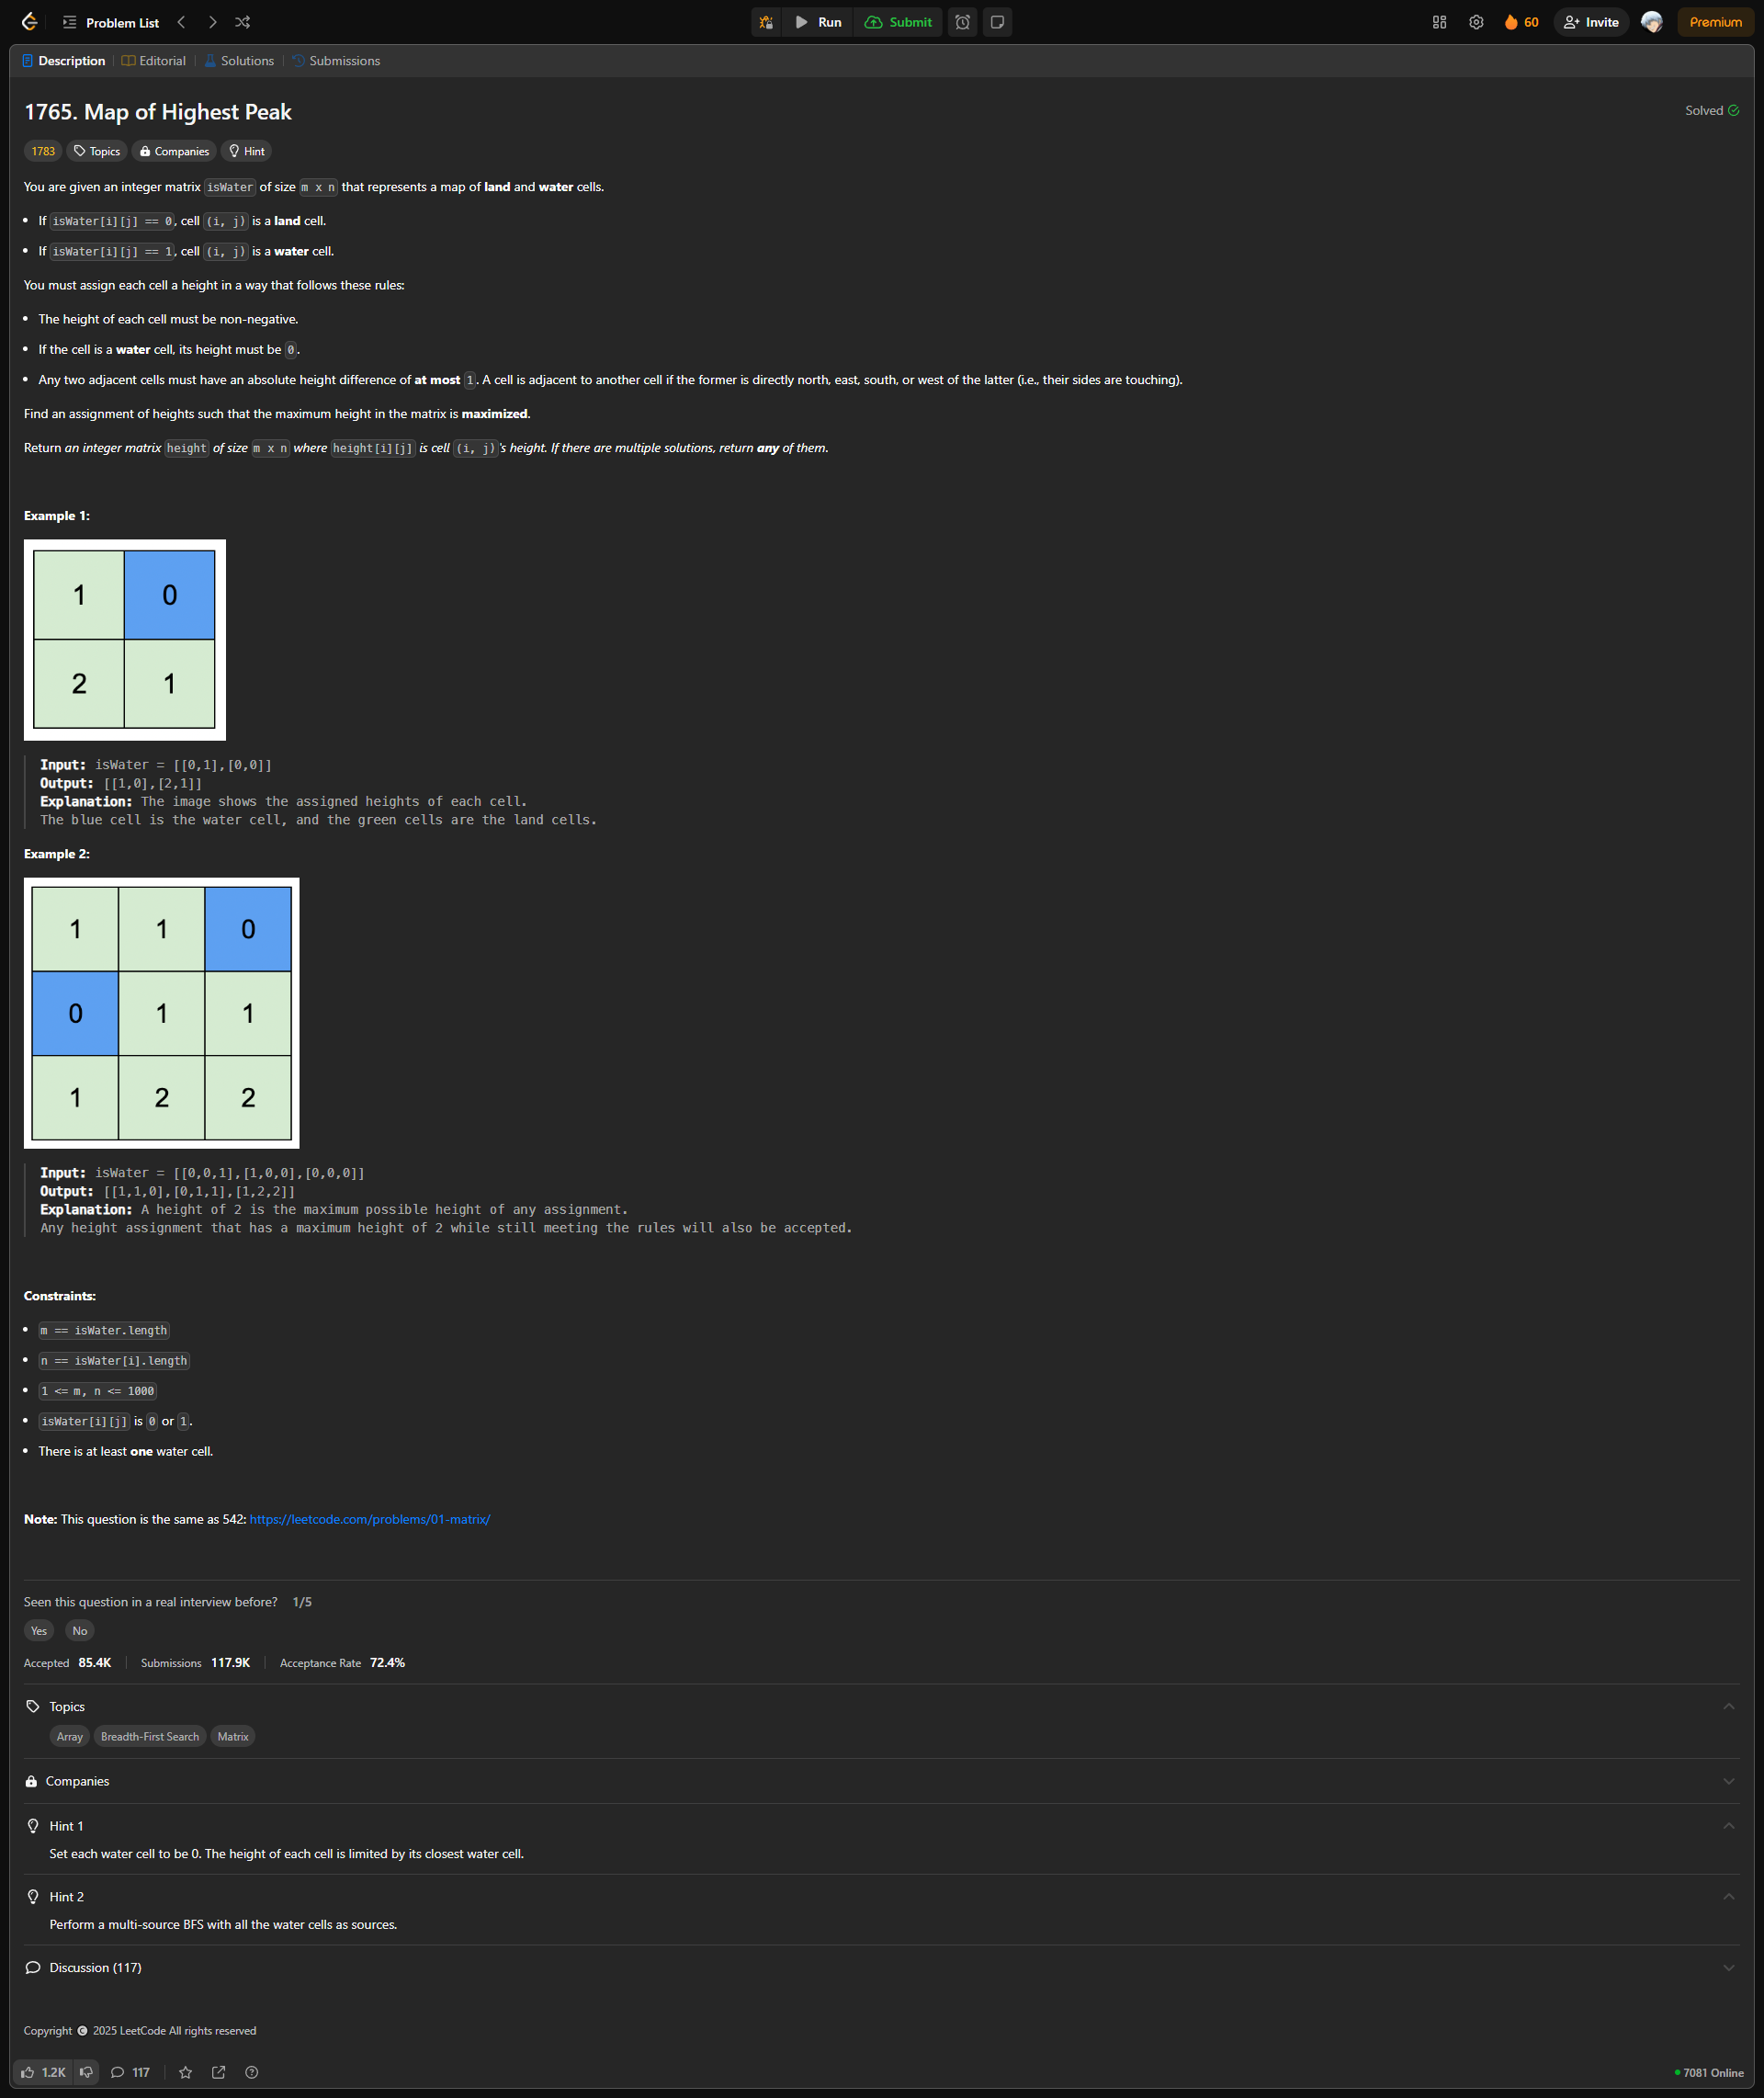 Problem List
Run
Submit
60
Invite
Premium
Description
Editorial
Solutions
Submissions
1765. Map of Highest Peak
Solved
1783
Topics
Companies
Hint
You are given an integer matrix isWater of size m x n that represents a map of land and water cells.
If isWater[i][j] == 0, cell (i, j) is a land cell.
If isWater[i][j] == 1, cell (i, j) is a water cell.
You must assign each cell a height in a way that follows these rules:
The height of each cell must be non-negative.
If the cell is a water cell, its height must be 0.
Any two adjacent cells must have an absolute height difference of at most 1. A cell is adjacent to another cell if the former is directly north, east, south, or west of the latter (i.e., their sides are touching).
Find an assignment of heights such that the maximum height in the matrix is maximized.
Return an integer matrix height of size m x n where height[i][j] is cell (i, j)'s height. If there are multiple solutions, return any of them.
Example 1:
1 0
2 1
Input: isWater = [[0,1],[0,0]]
Output: [[1,0],[2,1]]
Explanation: The image shows the assigned heights of each cell.
The blue cell is the water cell, and the green cells are the land cells.
Example 2:
1 1 0
0 1 1
1 2 2
Input: isWater = [[0,0,1],[1,0,0],[0,0,0]]
Output: [[1,1,0],[0,1,1],[1,2,2]]
Explanation: A height of 2 is the maximum possible height of any assignment.
Any height assignment that has a maximum height of 2 while still meeting the rules will also be accepted.
Constraints:
m == isWater.length
n == isWater[i].length
1 <= m, n <= 1000
isWater[i][j] is 0 or 1.
There is at least one water cell.
Note: This question is the same as 542: https://leetcode.com/problems/01-matrix/
Seen this question in a real interview before? 1/5
Yes
No
Accepted 85.4K
Submissions 117.9K
Acceptance Rate 72.4%
Topics
Array
Breadth-First Search
Matrix
Companies
Hint 1
Set each water cell to be 0. The height of each cell is limited by its closest water cell.
Hint 2
Perform a multi-source BFS with all the water cells as sources.
Discussion (117)
Copyright © 2025 LeetCode All rights reserved
1.2K
117
7081 Online